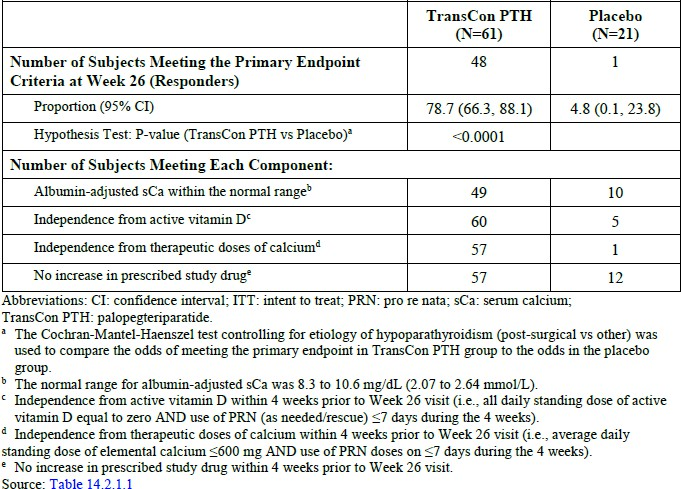 TransCon PTH
(N=61)
Placebo
(N=21)
Number of Subjects Meeting the Primary Endpoint
Criteria at Week 26 (Responders)
48
1
Proportion (95% CI)
78.7 (66.3, 88.1)
4.8 (0.1, 23.8)
Hypothesis Test: P-value (TransCon PTH vs Placebo)a
<0.0001
Number of Subjects Meeting Each Component:
Albumin-adjusted sCa within the normal rangeb
49
10
Independence from active vitamin Dc
60
5
Independence from therapeutic doses of calciumd
57
1
No increase in prescribed study druge
57
12
Abbreviations: CI: confidence interval; ITT: intent to treat; PRN: pro re nata; sCa: serum calcium;
TransCon PTH: palopegteriparatide.
a The Cochran-Mantel-Haenszel test controlling for etiology of hypoparathyroidism (post-surgical vs other) was
used to compare the odds of meeting the primary endpoint in TransCon PTH group to the odds in the placebo
group.
b The normal range for albumin-adjusted sCa was 8.3 to 10.6 mg/dL (2.07 to 2.64 mmol/L).
c Independence from active vitamin D within 4 weeks prior to Week 26 visit (i.e., all daily standing dose of active
vitamin D equal to zero AND use of PRN (as needed/rescue) ≤7 days during the 4 weeks).
d Independence from therapeutic doses of calcium within 4 weeks prior to Week 26 visit (i.e., average daily
standing dose of elemental calcium ≤600 mg AND use of PRN doses on ≤7 days during the 4 weeks).
e No increase in prescribed study drug within 4 weeks prior to Week 26 visit.
Source: Table 14.2.1.1